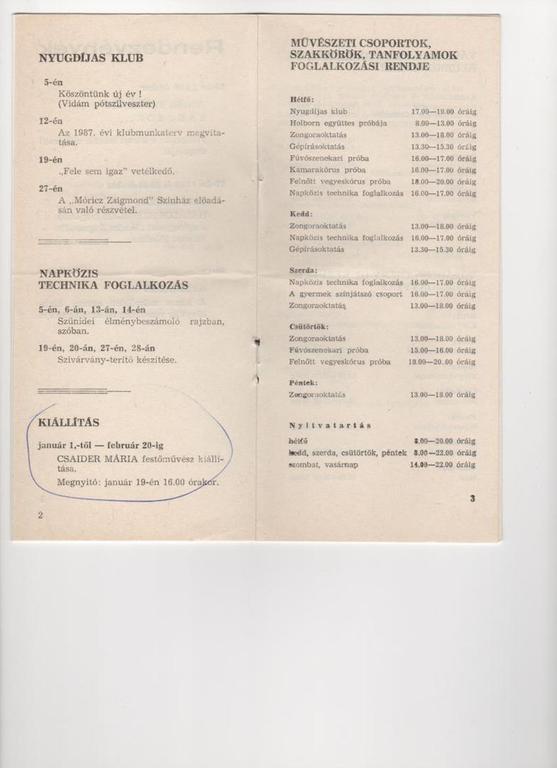 NYUGDÍJAS KLUB
5-én
Köszöntünk új év !
(Vidám pótszilveszter)
12-én
Az 1987. évi klubmunkaterv megvita-
tása.
19-én
„Fele sem igaz" vetélkedő.
27-én
A „Móricz Zsigmond" Színház előadá-
sán való részvétel.
NAPKÖZIS
TECHNIKA FOGLALKOZÁS
5-én, 6-án, 13-án, 14-én
Szünidei élménybeszámoló rajzban,
szóban.
19-én, 20-án, 27-én, 28-án
Szivárvány-terítő készítése.
KIÁLLÍTÁS
január 1,-től — február 20-ig
CSAIDER MÁRIA festőművész kiállí-
tása.
Megnyitó: január 19-én 16.00 órakor.
2
MŰVÉSZETI CSOPORTOK,
SZAKKÖRÖK, TANFOLYAMOK
FOGLALKOZÁSI RENDJE
Hétfő:
Nyugdíjas klub 17.00—19.00 óráig
Holborn együttes próbája 8.00—13.00 óráig
Zongoraoktatás 13.00—18.00 óráig
Gépírásoktatás 13.30—15.30 óráig
Fúvószenekari próba 16.00—17.00 óráig
Kamarakórus próba 16.00—17.00 óráig
Felnőtt vegyeskórus próba 18.00—20.00 óráig
Napközis technika foglalkozás 16.00—17.00 óráig
Kedd:
Zongoraoktatás 13.00—18.00 óráig
Napközis technika foglalkozás 16.00—17.00 óráig
Gépírásoktatás 13.30—15.30 óráig
Szerda:
Napközis technika foglalkozás 16.00—17.00 óráig
A gyermek színjátszó csoport 16.00—17.00 óráig
Zongoraoktatás 13.00—18.00 óráig
Csütörtök:
Zongoraoktatás 13.00—18.00 óráig
Fúvószenekari próba 15.00—16.00 óráig
Felnőtt vegyeskórus próba 18.00—20.00 óráig
Péntek:
Zongoraoktatás 13.00—18.00 óráig
Nyitvatartás
hétfő 8.00—20.00 óráig
kedd, szerda, csütörtök, péntek 8.00—22.00 óráig
szombat, vasárnap 14.00—22.00 óráig
3